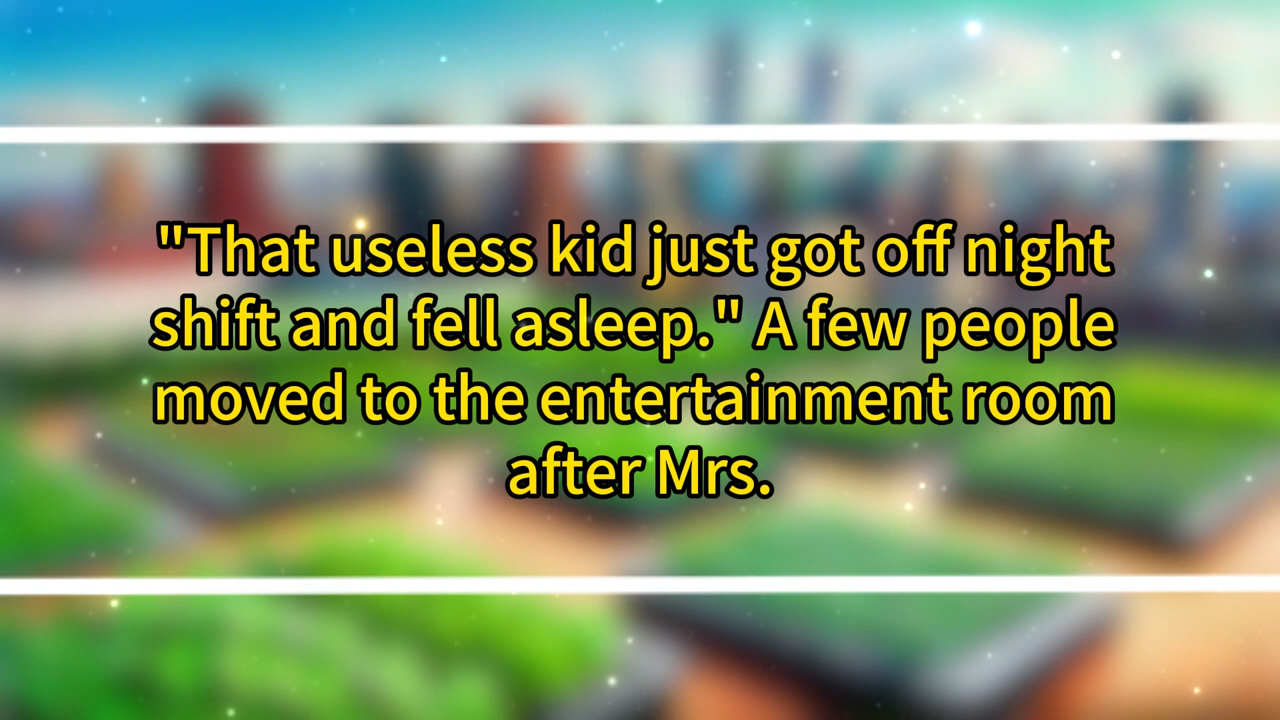 "That useless kid just got off night
shift and fell asleep." A few people
moved to the entertainment room
after Mrs.